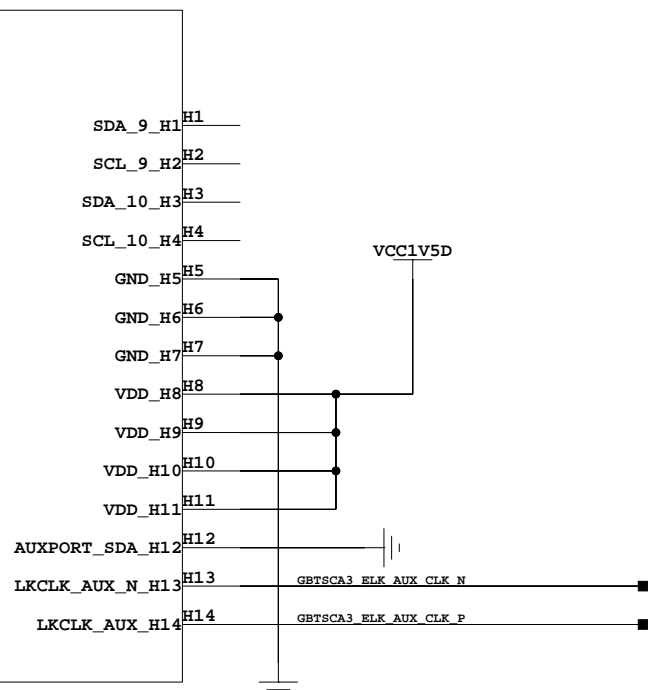 SDA_9_H1 H1
SCL_9_H2 H2
SDA_10_H3 H3
SCL_10_H4 H4
VCC1V5D
GND_H5 H5
GND_H6 H6
GND_H7 H7
VDD_H8 H8
VDD_H9 H9
VDD_H10 H10
VDD_H11 H11
AUXPORT_SDA_H12 H12
LKCLK_AUX_N_H13 H13 GBTSCA3_ELK_AUX_CLK_N
LKCLK_AUX_H14 H14 GBTSCA3_ELK_AUX_CLK_P